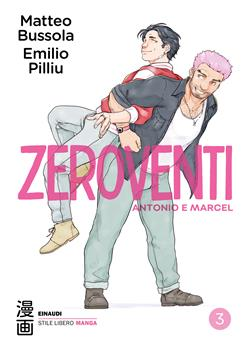 Matteo
Bussola
Emilio
Pilliu
ZEROVENTI
ANTONIO E MARCEL
漫画
EINAUDI
STILE LIBERO MANGA
3